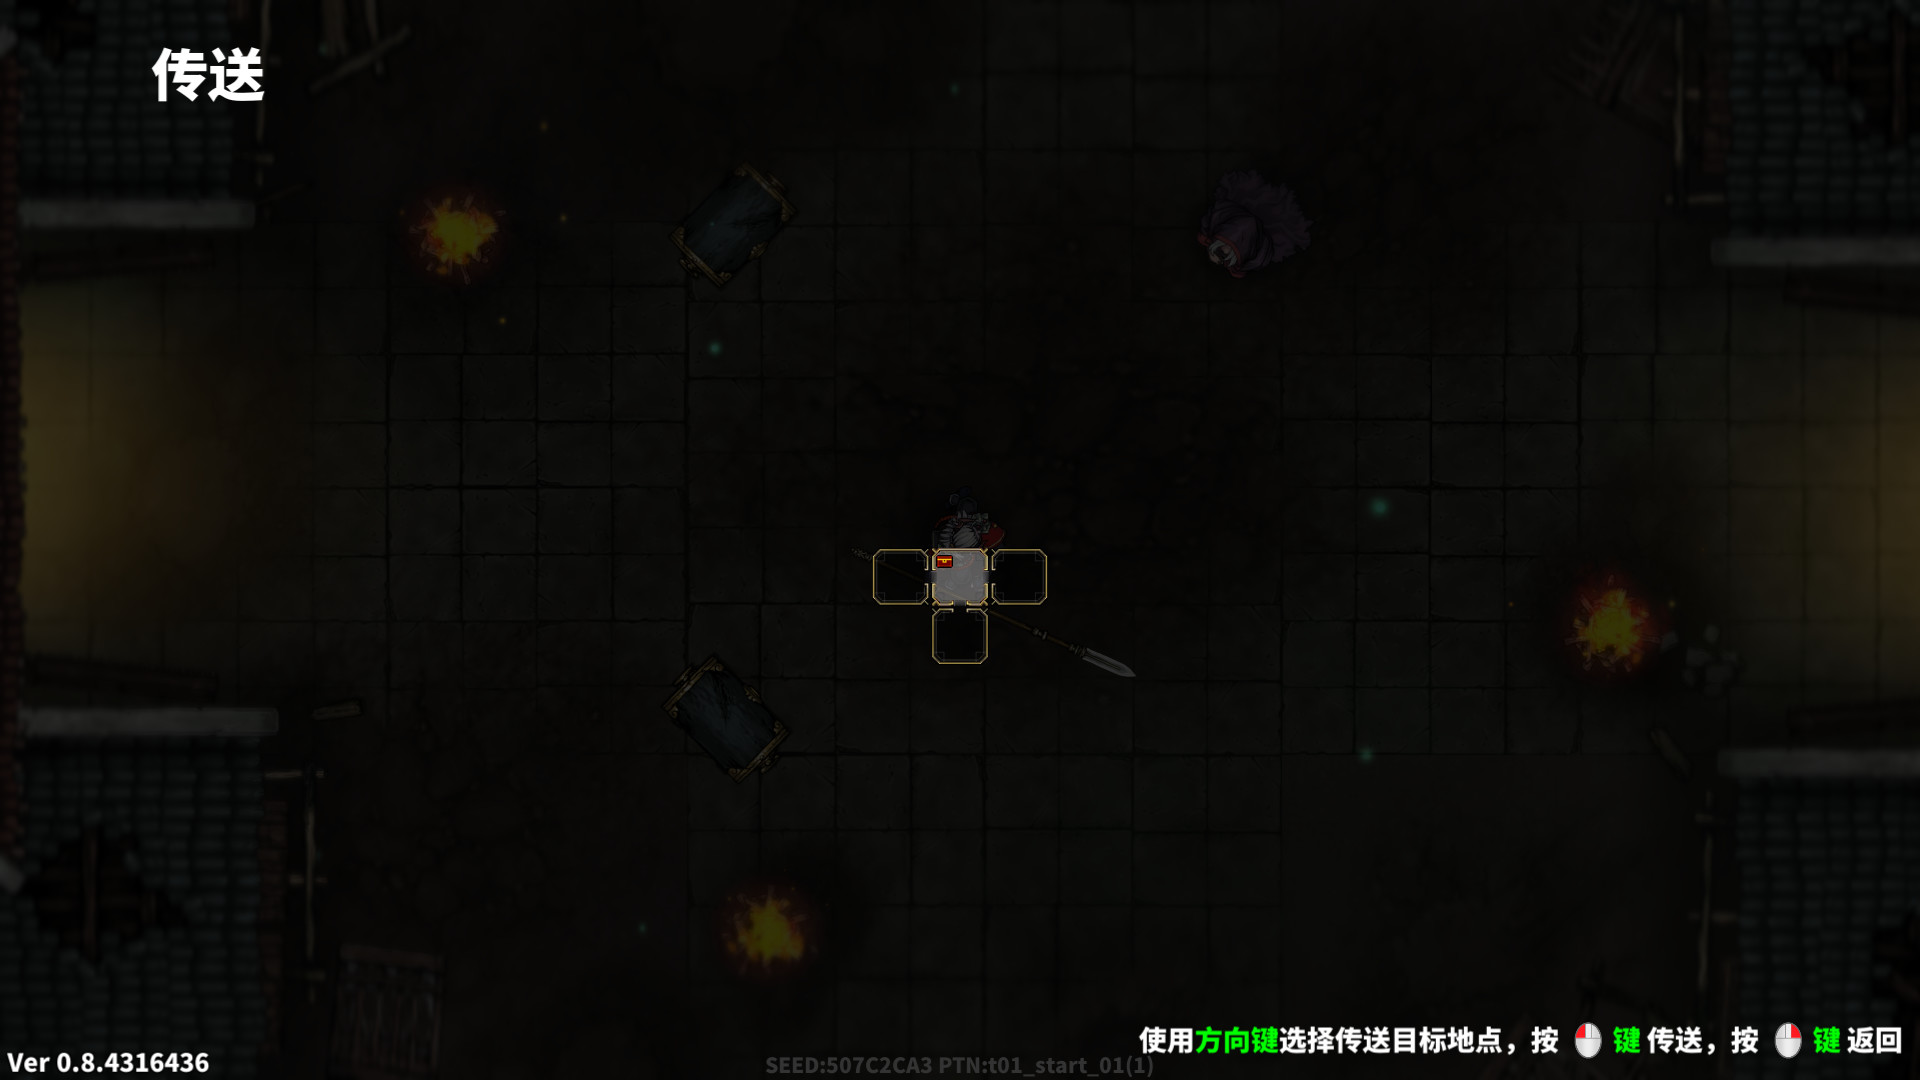 传送
使用方向键选择传送目标地点，按 键 传送，按 键 返回
Ver 0.8.4316436
SEED:507C2CA3 PTN:t01_start_01(1)